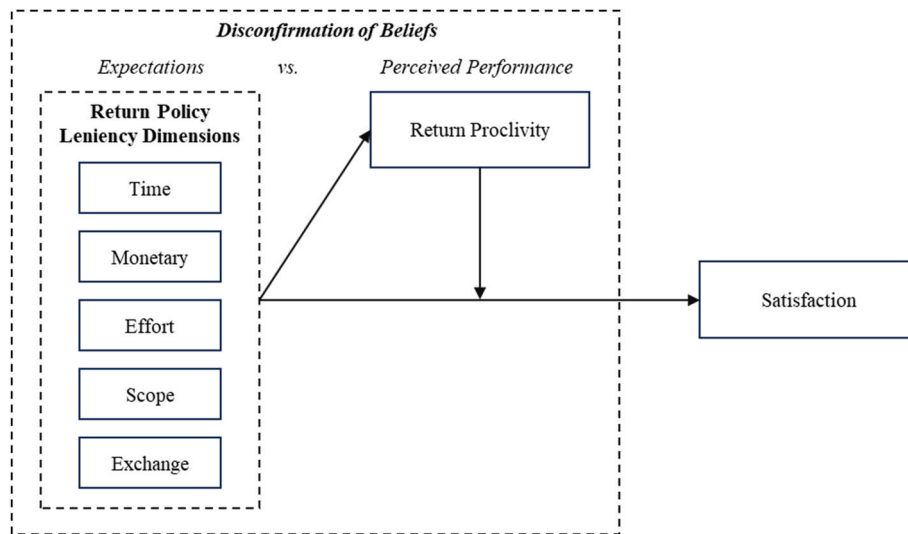 Disconfirmation of Beliefs
Expectations vs. Perceived Performance
Return Policy
Leniency Dimensions
Time
Monetary
Effort
Scope
Exchange
Return Proclivity
Satisfaction